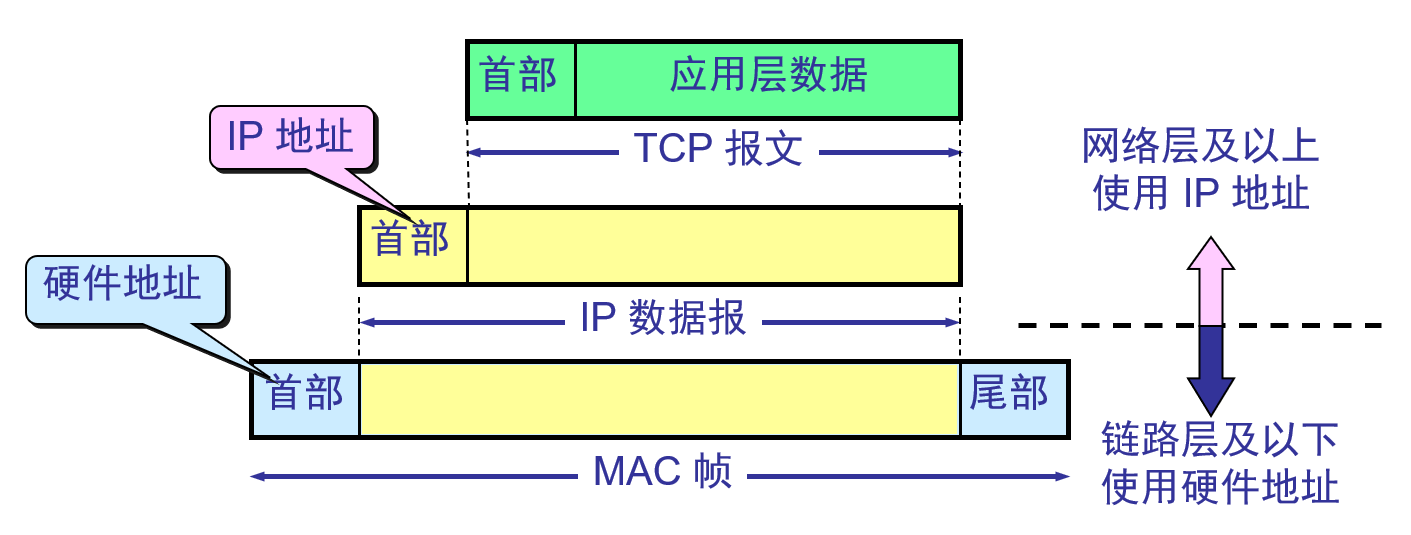 首部
应用层数据
IP 地址
TCP 报文
网络层及以上
使用 IP 地址
首部
硬件地址
IP 数据报
首部
尾部
链路层及以下
使用硬件地址
MAC 帧